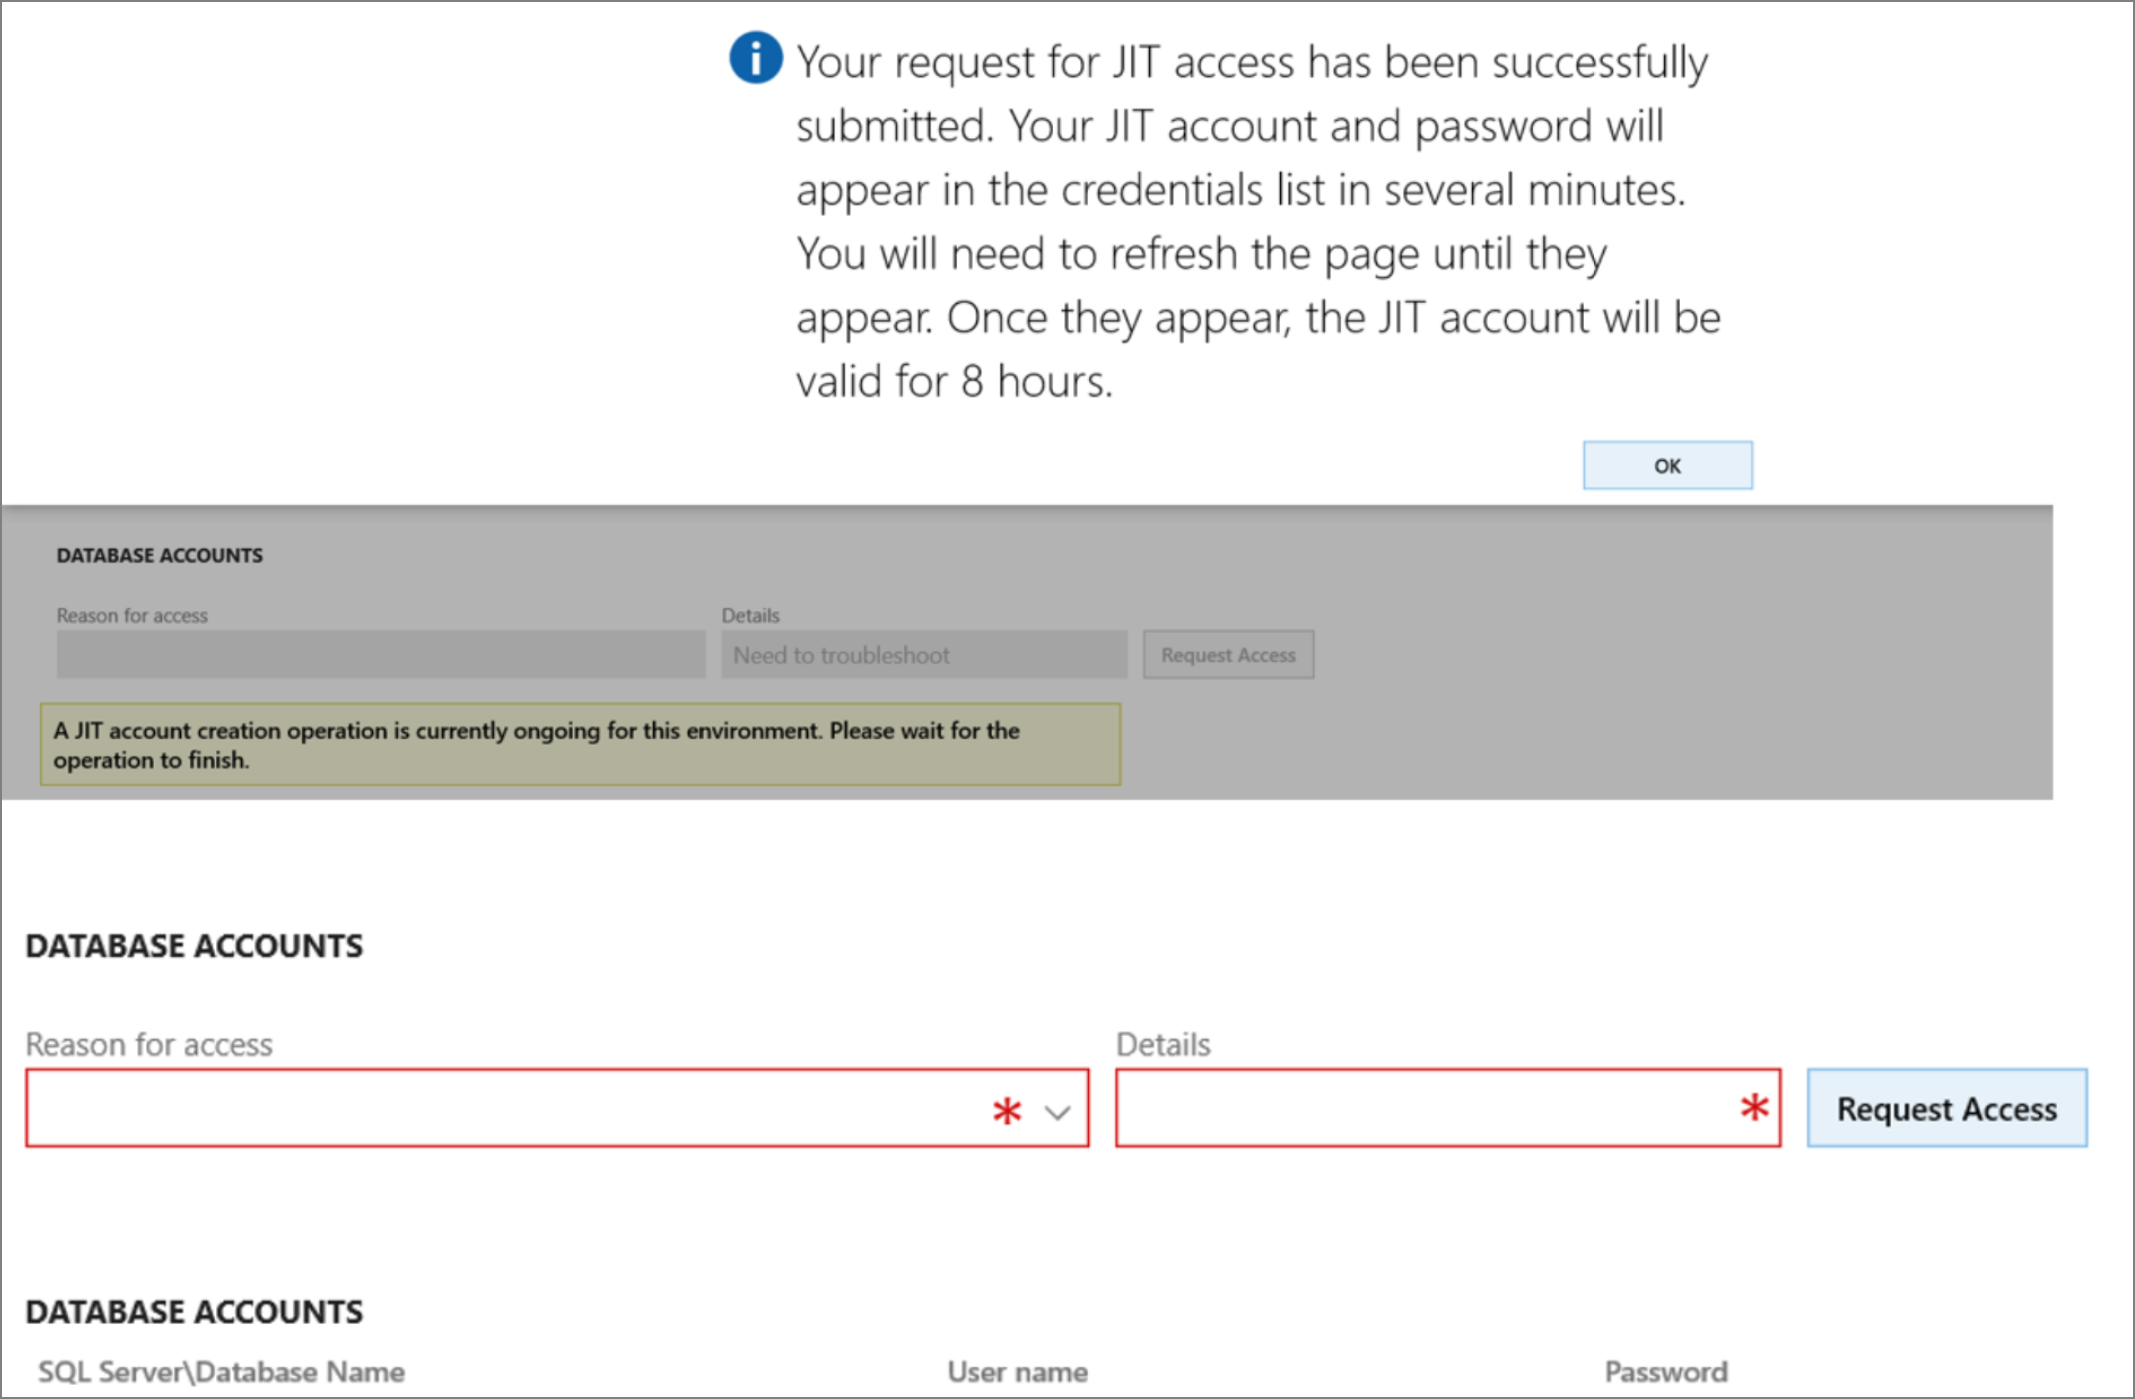 Your request for JIT access has been successfully
submitted. Your JIT account and password will
appear in the credentials list in several minutes.
You will need to refresh the page until they
appear. Once they appear, the JIT account will be
valid for 8 hours.
OK
DATABASE ACCOUNTS
Reason for access Details
Need to troubleshoot Request Access
A JIT account creation operation is currently ongoing for this environment. Please wait for the
operation to finish.
DATABASE ACCOUNTS
Reason for access Details
* * Request Access
DATABASE ACCOUNTS
SQL Server\Database Name User name Password